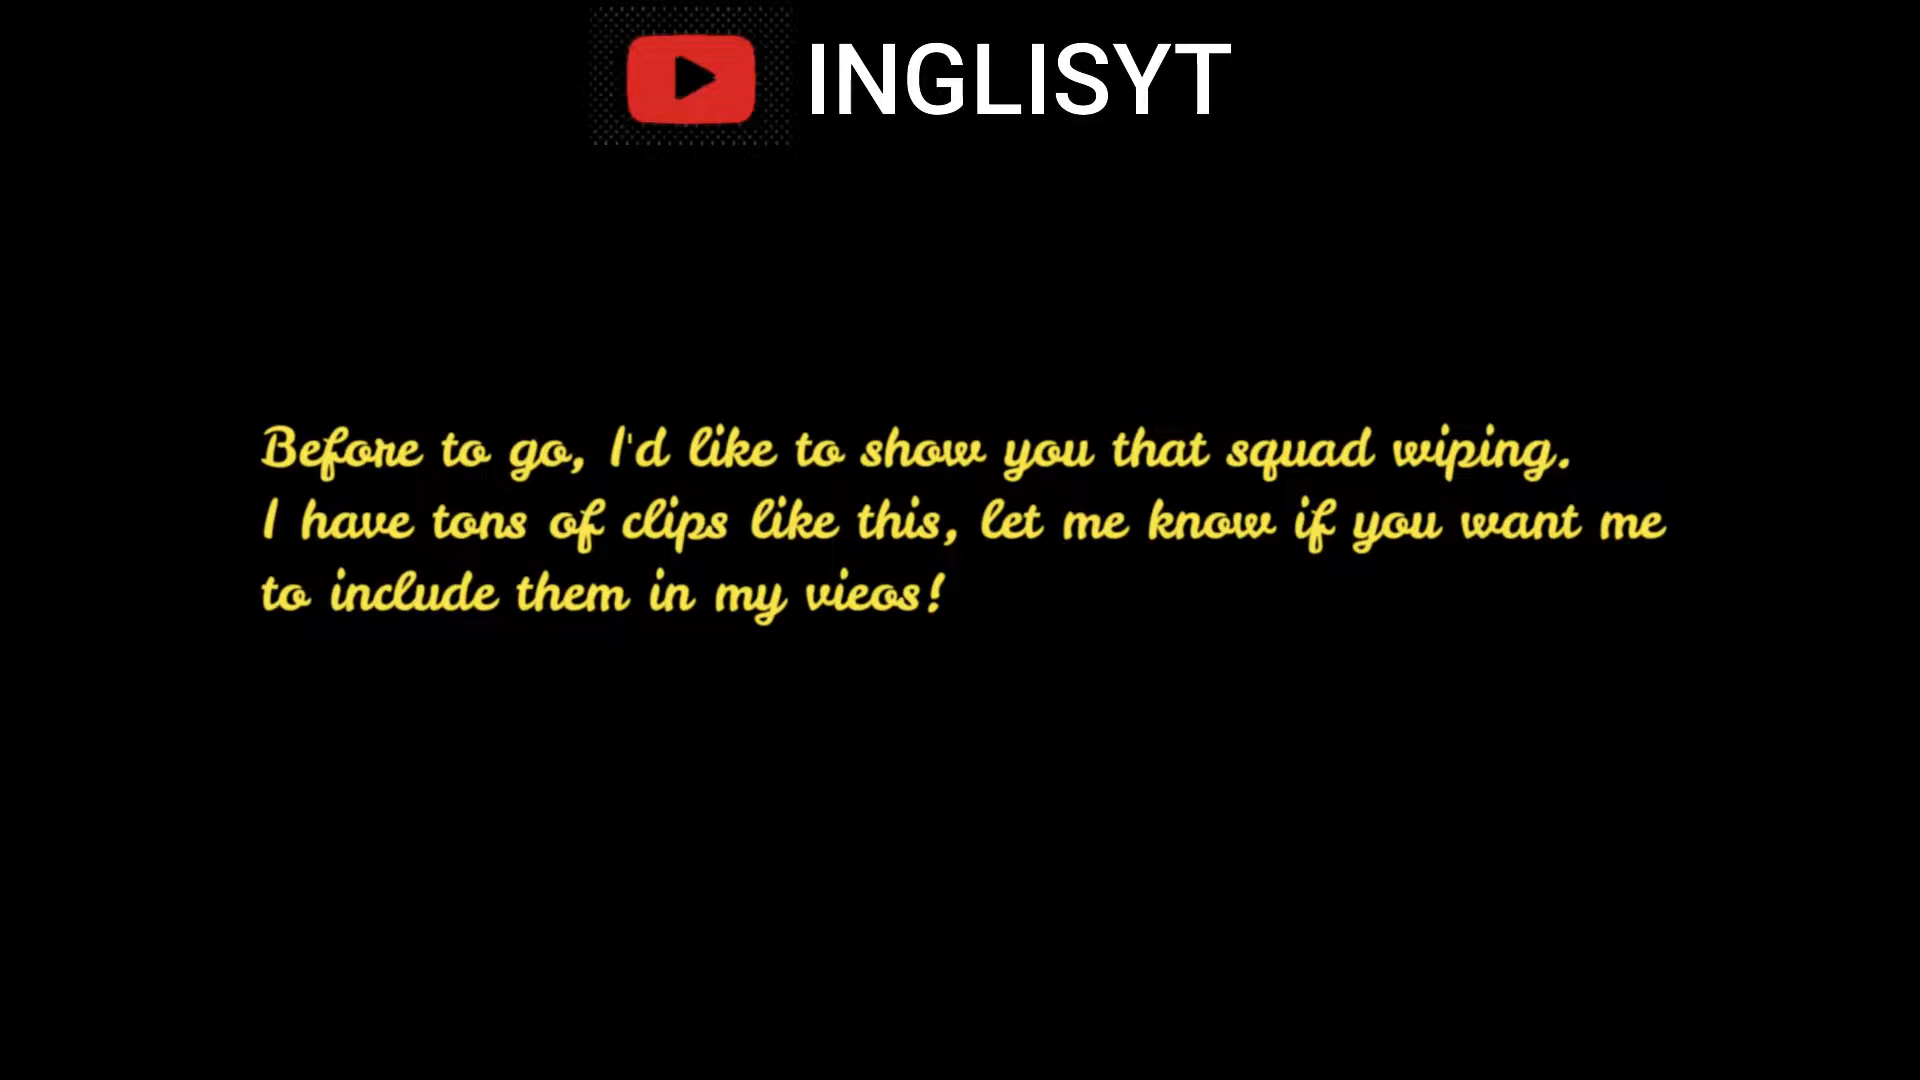 INGLISYT
Before to go, I'd like to show you that squad wiping.
I have tons of clips like this, let me know if you want me
to include them in my vieos!